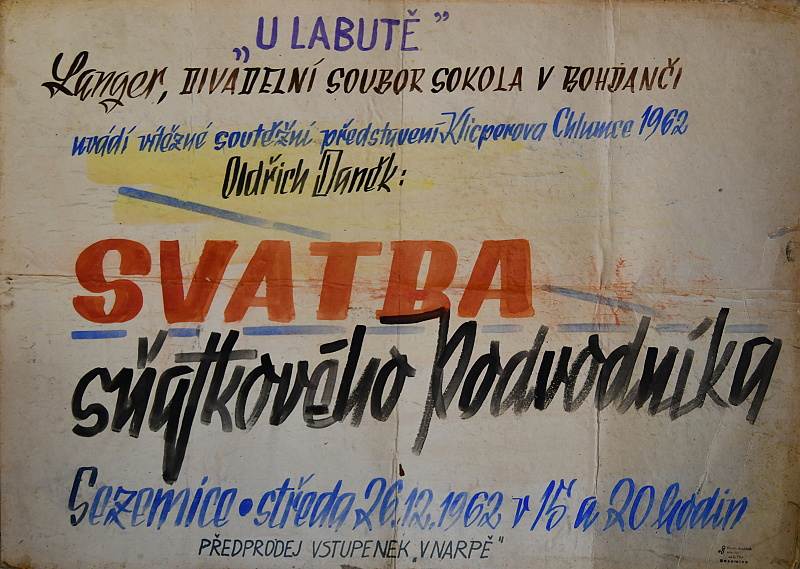 „U LABUTĚ”
Langer, DIVADELNÍ SOUBOR SOKOLA V BOHDANČI
uvádí vítězné soutěžní představení Klicperova Chlumce 1962
Oldřich Daněk:
SVATBA
sňatkového podvodníka
Sezemice • středa 26.12.1962 v 15 a 20 hodin
PŘEDPRODEJ VSTUPENEK „V NARPĚ"